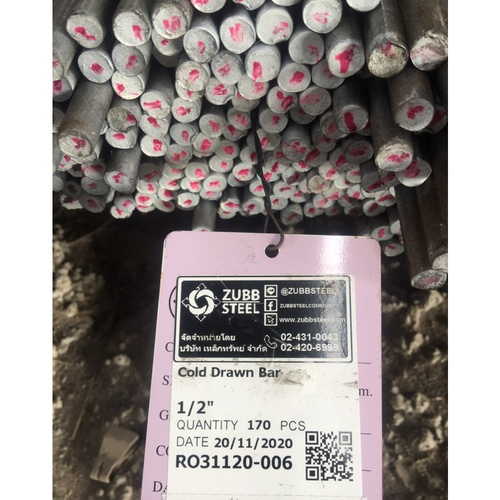 ZUBB STEEL
@ZUBBSTEEL
ZUBBSTEELCOMMUNITY
www.zubbsteel.com
จัดจำหน่ายโดย
บริษัท เหล็กทรัพย์ จำกัด
02-431-0043
02-420-6999
Cold Drawn Bar
1/2"
QUANTITY 170 PCS
DATE 20/11/2020
RO31120-006